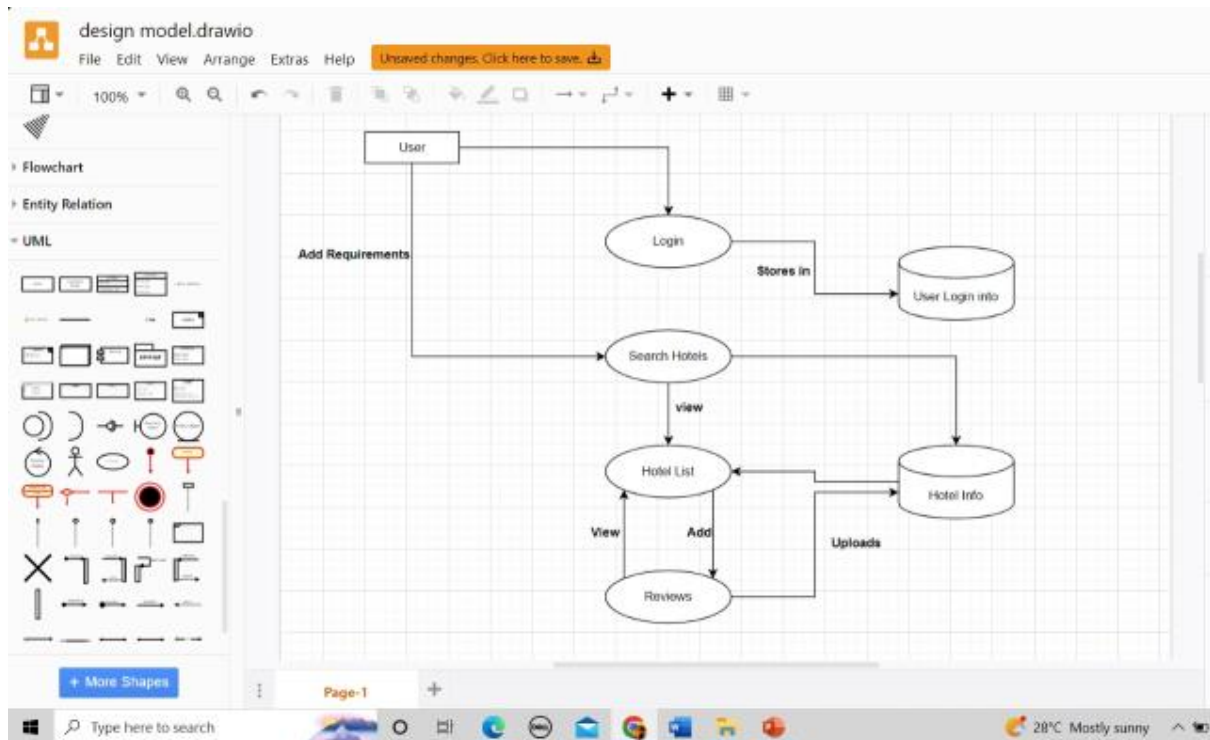 design model.drawio
File Edit View Arrange Extras Help Unsaved changes. Click here to save.
100%
Flowchart
Entity Relation
UML
User
Add Requirements
Login
Stores in
User Login into
Search Hotels
view
Hotel List
Hotel Info
View
Add
Uploads
Reviews
+ More Shapes
Page-1
Type here to search
28°C Mostly sunny